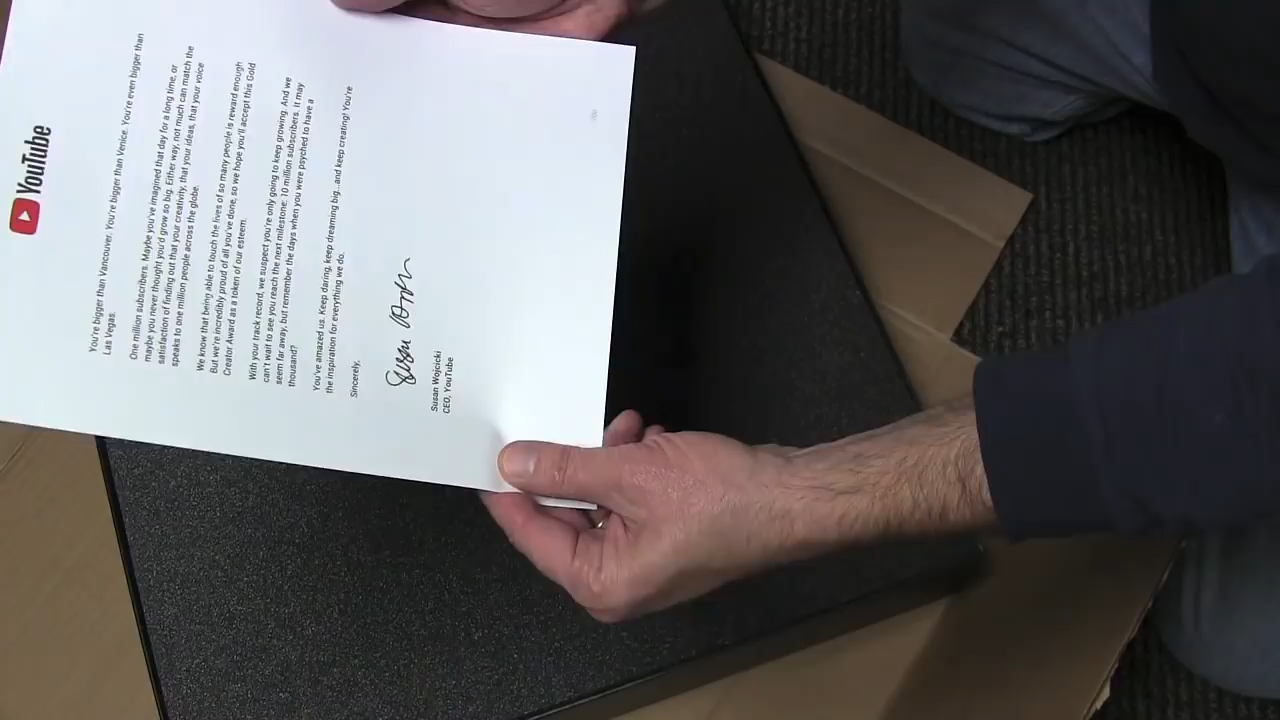 YouTube
You're bigger than Vancouver. You're bigger than Venice. You're even bigger than
Las Vegas.
One million subscribers. Maybe you've imagined that day for a long time, or
maybe you never thought you'd grow so big. Either way, not much can match the
satisfaction of finding out that your creativity, that your ideas, that your voice
speaks to one million people across the globe.
We know that being able to touch the lives of so many people is reward enough
But we're incredibly proud of all you've done, so we hope you'll accept this Gold
Creator Award as a token of our esteem.
With your track record, we suspect you're only going to keep growing. And we
can't wait to see you reach the next milestone: 10 million subscribers. It may
seem far away, but remember the days when you were psyched to have a
thousand?
You've amazed us. Keep daring, keep dreaming big...and keep creating! You're
the inspiration for everything we do.
Sincerely,
Susan Wojcicki
CEO, YouTube